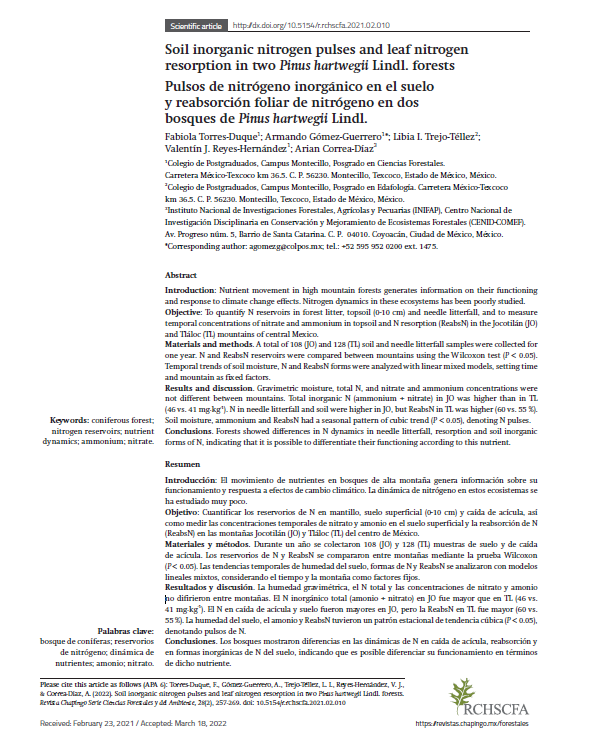 Scientific article
http://dx.doi.org/10.5154/r.rchscfa.2021.02.010
Soil inorganic nitrogen pulses and leaf nitrogen
resorption in two Pinus hartwegii Lindl. forests
Pulsos de nitrógeno inorgánico en el suelo
y reabsorción foliar de nitrógeno en dos
bosques de Pinus hartwegii Lindl.
Fabiola Torres-Duque¹; Armando Gómez-Guerrero¹*; Libia I. Trejo-Téllez²;
Valentín J. Reyes-Hernández¹; Arian Correa-Díaz³
¹Colegio de Postgraduados, Campus Montecillo, Posgrado en Ciencias Forestales.
Carretera México-Texcoco km 36.5. C. P. 56230. Montecillo, Texcoco, Estado de México, México.
²Colegio de Postgraduados, Campus Montecillo, Posgrado en Edafología. Carretera México-Texcoco
km 36.5. C. P. 56230. Montecillo, Texcoco, Estado de México, México.
³Instituto Nacional de Investigaciones Forestales, Agrícolas y Pecuarias (INIFAP), Centro Nacional de
Investigación Disciplinaria en Conservación y Mejoramiento de Ecosistemas Forestales (CENID-COMEF).
Av. Progreso núm. 5, Barrio de Santa Catarina. C. P. 04010. Coyoacán, Ciudad de México, México.
*Corresponding author: agomezg@colpos.mx; tel.: +52 595 952 0200 ext. 1475.
Abstract
Introduction: Nutrient movement in high mountain forests generates information on their functioning
and response to climate change effects. Nitrogen dynamics in these ecosystems has been poorly studied.
Objective: To quantify N reservoirs in forest litter, topsoil (0-10 cm) and needle litterfall, and to measure
temporal concentrations of nitrate and ammonium in topsoil and N resorption (ReabsN) in the Jocotitlán (JO)
and Tláloc (TL) mountains of central Mexico.
Materials and methods. A total of 108 (JO) and 128 (TL) soil and needle litterfall samples were collected for
one year. N and ReabsN reservoirs were compared between mountains using the Wilcoxon test (P < 0.05).
Temporal trends of soil moisture, N and ReabsN forms were analyzed with linear mixed models, setting time
and mountain as fixed factors.
Results and discussion. Gravimetric moisture, total N, and nitrate and ammonium concentrations were
not different between mountains. Total inorganic N (ammonium + nitrate) in JO was higher than in TL
(46 vs. 41 mg·kg⁻¹). N in needle litterfall and soil were higher in JO, but ReabsN in TL was higher (60 vs. 55 %).
Soil moisture, ammonium and ReabsN had a seasonal pattern of cubic trend (P < 0.05), denoting N pulses.
Conclusions. Forests showed differences in N dynamics in needle litterfall, resorption and soil inorganic
forms of N, indicating that it is possible to differentiate their functioning according to this nutrient.
Keywords: coniferous forest;
nitrogen reservoirs; nutrient
dynamics; ammonium; nitrate.
Resumen
Introducción: El movimiento de nutrientes en bosques de alta montaña genera información sobre su
funcionamiento y respuesta a efectos de cambio climático. La dinámica de nitrógeno en estos ecosistemas se
ha estudiado muy poco.
Objetivo: Cuantificar los reservorios de N en mantillo, suelo superficial (0-10 cm) y caída de acícula, así
como medir las concentraciones temporales de nitrato y amonio en el suelo superficial y la reabsorción de N
(ReabsN) en las montañas Jocotitlán (JO) y Tláloc (TL) del centro de México.
Materiales y métodos. Durante un año se colectaron 108 (JO) y 128 (TL) muestras de suelo y de caída
de acícula. Los reservorios de N y ReabsN se compararon entre montañas mediante la prueba Wilcoxon
(P < 0.05). Las tendencias temporales de humedad del suelo, formas de N y ReabsN se analizaron con modelos
lineales mixtos, considerando el tiempo y la montaña como factores fijos.
Resultados y discusión. La humedad gravimétrica, el N total y las concentraciones de nitrato y amonio
no difirieron entre montañas. El N inorgánico total (amonio + nitrato) en JO fue mayor que en TL (46 vs.
41 mg·kg⁻¹). El N en caída de acícula y suelo fueron mayores en JO, pero la ReabsN en TL fue mayor (60 vs.
55 %). La humedad del suelo, el amonio y ReabsN tuvieron un patrón estacional de tendencia cúbica (P < 0.05),
denotando pulsos de N.
Conclusiones. Los bosques mostraron diferencias en las dinámicas de N en caída de acícula, reabsorción y
en formas inorgánicas de N del suelo, indicando que es posible diferenciar su funcionamiento en términos
de dicho nutriente.
Palabras clave:
bosque de coníferas; reservorios
de nitrógeno; dinámica de
nutrientes; amonio; nitrato.
Please cite this article as follows (APA 6): Torres-Duque, F., Gómez-Guerrero, A., Trejo-Téllez, L. I., Reyes-Hernández, V. J.,
& Correa-Díaz, A. (2022). Soil inorganic nitrogen pulses and leaf nitrogen resorption in two Pinus hartwegii Lindl. forests.
Revista Chapingo Serie Ciencias Forestales y del Ambiente, 28(2), 257-269. doi: 10.5154/r.rchscfa.2021.02.010
RCHSCFA
Received: February 23, 2021 / Accepted: March 18, 2022
https://revistas.chapingo.mx/forestales